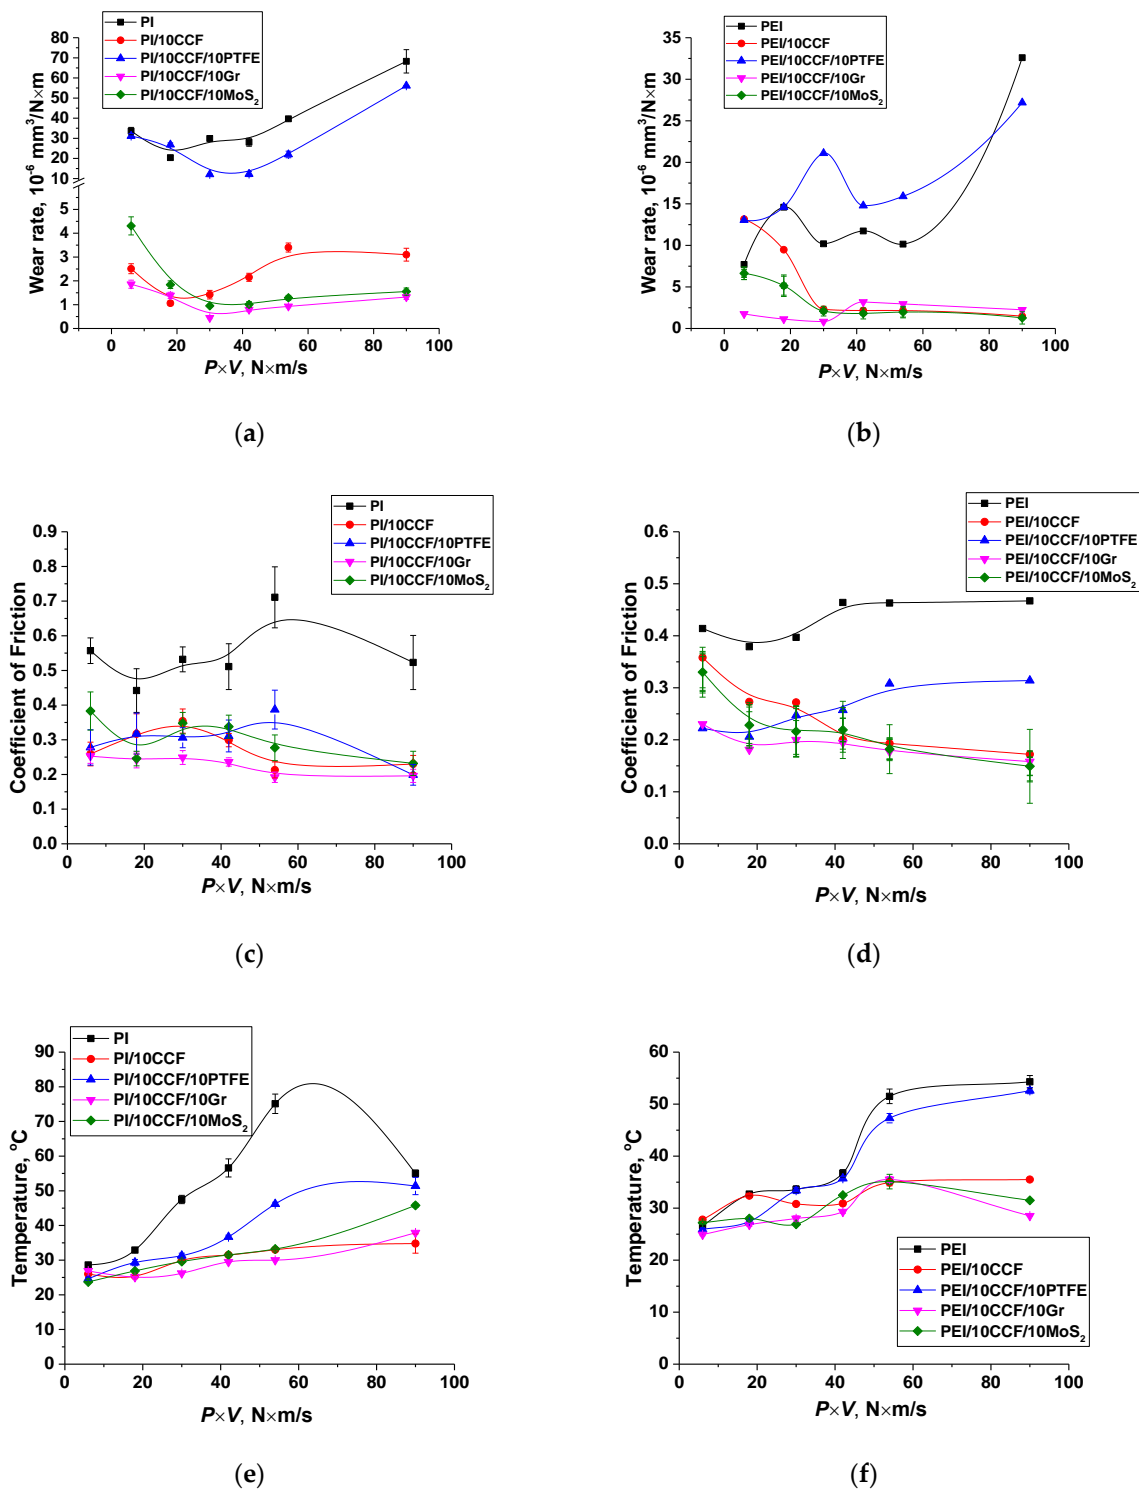 PI
PI/10CCF
PI/10CCF/10PTFE
PI/10CCF/10Gr
PI/10CCF/10MoS2
80
70
60
50
40
30
20
10
5
4
3
2
1
0
Wear rate, 10-6 mm3/N×m
0 20 40 60 80 100
P×V, N×m/s
(a)
PEI
PEI/10CCF
PEI/10CCF/10PTFE
PEI/10CCF/10Gr
PEI/10CCF/10MoS2
35
30
25
20
15
10
5
0
Wear rate, 10-6 mm3/N×m
0 20 40 60 80 100
P×V, N×m/s
(b)
PI
PI/10CCF
PI/10CCF/10PTFE
PI/10CCF/10Gr
PI/10CCF/10MoS2
0.9
0.8
0.7
0.6
0.5
0.4
0.3
0.2
0.1
0.0
Coefficient of Friction
0 20 40 60 80 100
P×V, N×m/s
(c)
PEI
PEI/10CCF
PEI/10CCF/10PTFE
PEI/10CCF/10Gr
PEI/10CCF/10MoS2
0.6
0.5
0.4
0.3
0.2
0.1
0.0
Coefficient of Friction
0 20 40 60 80 100
P×V, N×m/s
(d)
PI
PI/10CCF
PI/10CCF/10PTFE
PI/10CCF/10Gr
PI/10CCF/10MoS2
90
80
70
60
50
40
30
20
10
0
Temperature, oC
0 20 40 60 80 100
P×V, N×m/s
(e)
60
50
40
30
20
10
0
Temperature, oC
PEI
PEI/10CCF
PEI/10CCF/10PTFE
PEI/10CCF/10Gr
PEI/10CCF/10MoS2
0 20 40 60 80 100
P×V, N×m/s
(f)